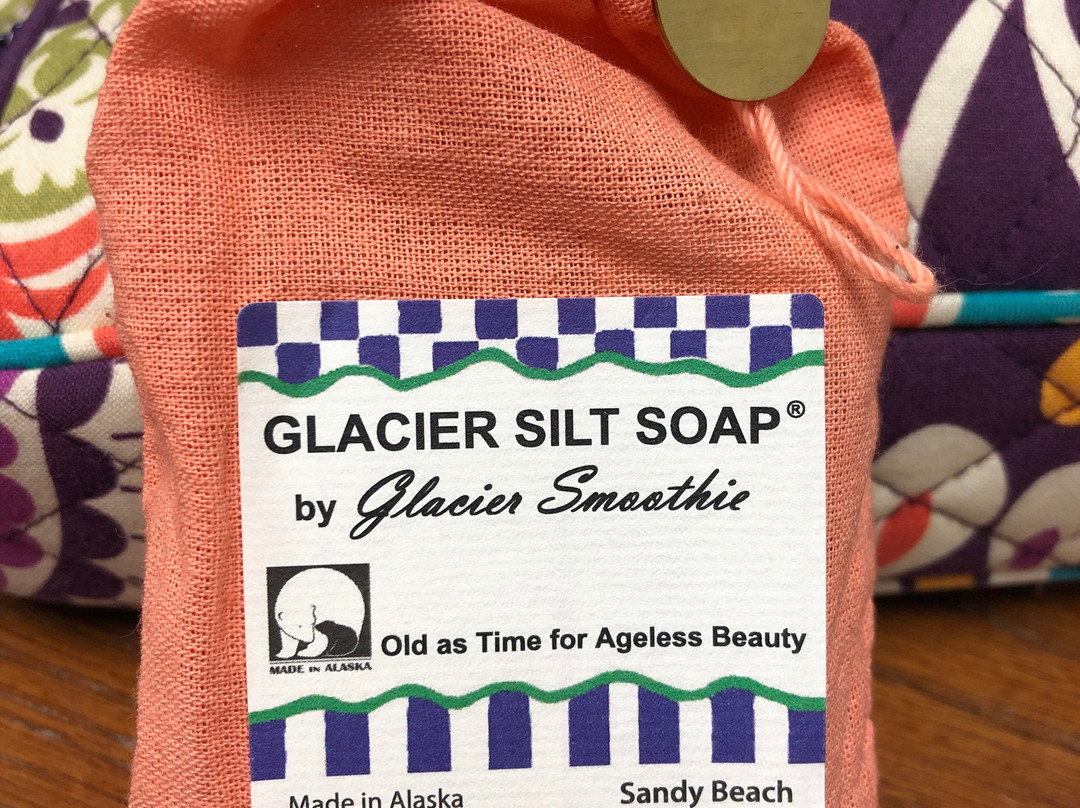 GLACIER SILT SOAP®
by Glacier Smoothie
MADE IN ALASKA
Old as Time for Ageless Beauty
Made in Alaska
Sandy Beach